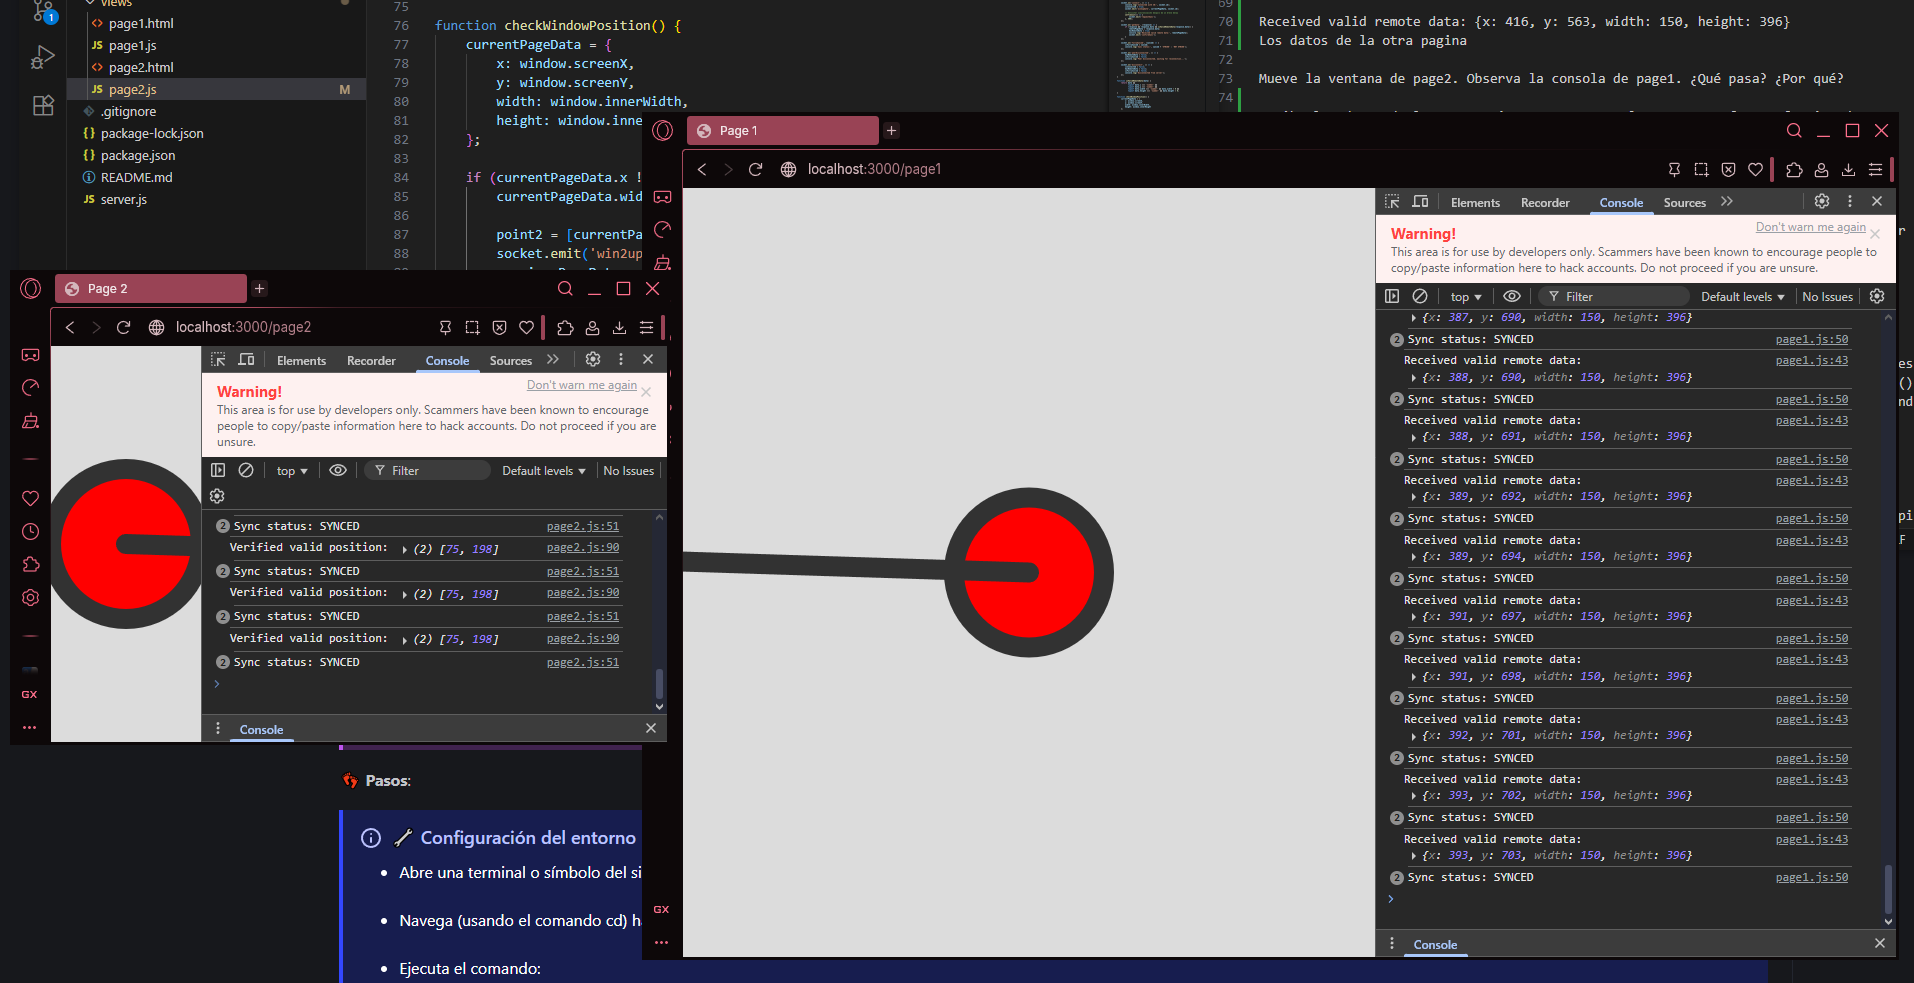 views
page1.html
JS page1.js
page2.html
JS page2.js M
.gitignore
{} package-lock.json
{} package.json
README.md
JS server.js
1
75
76 function checkWindowPosition() {
77 currentPageData = {
78 x: window.screenX,
79 y: window.screenY,
80 width: window.innerWidth,
81 height: window.inne
82 };
83
84 if (currentPageData.x !
85 currentPageData.wid
86
87 point2 = [currentPa
88 socket.emit('win2up
69
70 Received valid remote data: {x: 416, y: 563, width: 150, height: 396}
71 Los datos de la otra pagina
72
73 Mueve la ventana de page2. Observa la consola de page1. ¿Qué pasa? ¿Por qué?
74
Page 1
localhost:3000/page1
Elements Recorder Console Sources
Warning! Don't warn me again
This area is for use by developers only. Scammers have been known to encourage people to
copy/paste information here to hack accounts. Do not proceed if you are unsure.
top Filter Default levels No Issues
{x: 387, y: 690, width: 150, height: 396}
2 Sync status: SYNCED page1.js:50
Received valid remote data: page1.js:43
{x: 388, y: 690, width: 150, height: 396}
2 Sync status: SYNCED page1.js:50
Received valid remote data: page1.js:43
{x: 388, y: 691, width: 150, height: 396}
2 Sync status: SYNCED page1.js:50
Received valid remote data: page1.js:43
{x: 389, y: 692, width: 150, height: 396}
2 Sync status: SYNCED page1.js:50
Received valid remote data: page1.js:43
{x: 389, y: 694, width: 150, height: 396}
2 Sync status: SYNCED page1.js:50
Received valid remote data: page1.js:43
{x: 391, y: 697, width: 150, height: 396}
2 Sync status: SYNCED page1.js:50
Received valid remote data: page1.js:43
{x: 391, y: 698, width: 150, height: 396}
2 Sync status: SYNCED page1.js:50
Received valid remote data: page1.js:43
{x: 392, y: 701, width: 150, height: 396}
2 Sync status: SYNCED page1.js:50
Received valid remote data: page1.js:43
{x: 393, y: 702, width: 150, height: 396}
2 Sync status: SYNCED page1.js:50
Received valid remote data: page1.js:43
{x: 393, y: 703, width: 150, height: 396}
2 Sync status: SYNCED page1.js:50
Console
GX
Page 2
localhost:3000/page2
Elements Recorder Console Sources
Warning! Don't warn me again
This area is for use by developers only. Scammers have been known to encourage
people to copy/paste information here to hack accounts. Do not proceed if you are
unsure.
top Filter Default levels No Issues
2 Sync status: SYNCED page2.js:51
Verified valid position: (2) [75, 198] page2.js:90
2 Sync status: SYNCED page2.js:51
Verified valid position: (2) [75, 198] page2.js:90
2 Sync status: SYNCED page2.js:51
Verified valid position: (2) [75, 198] page2.js:90
2 Sync status: SYNCED page2.js:51
Console
GX
Pasos:
Configuración del entorno
Abre una terminal o símbolo del si
Navega (usando el comando cd) ha
Ejecuta el comando: